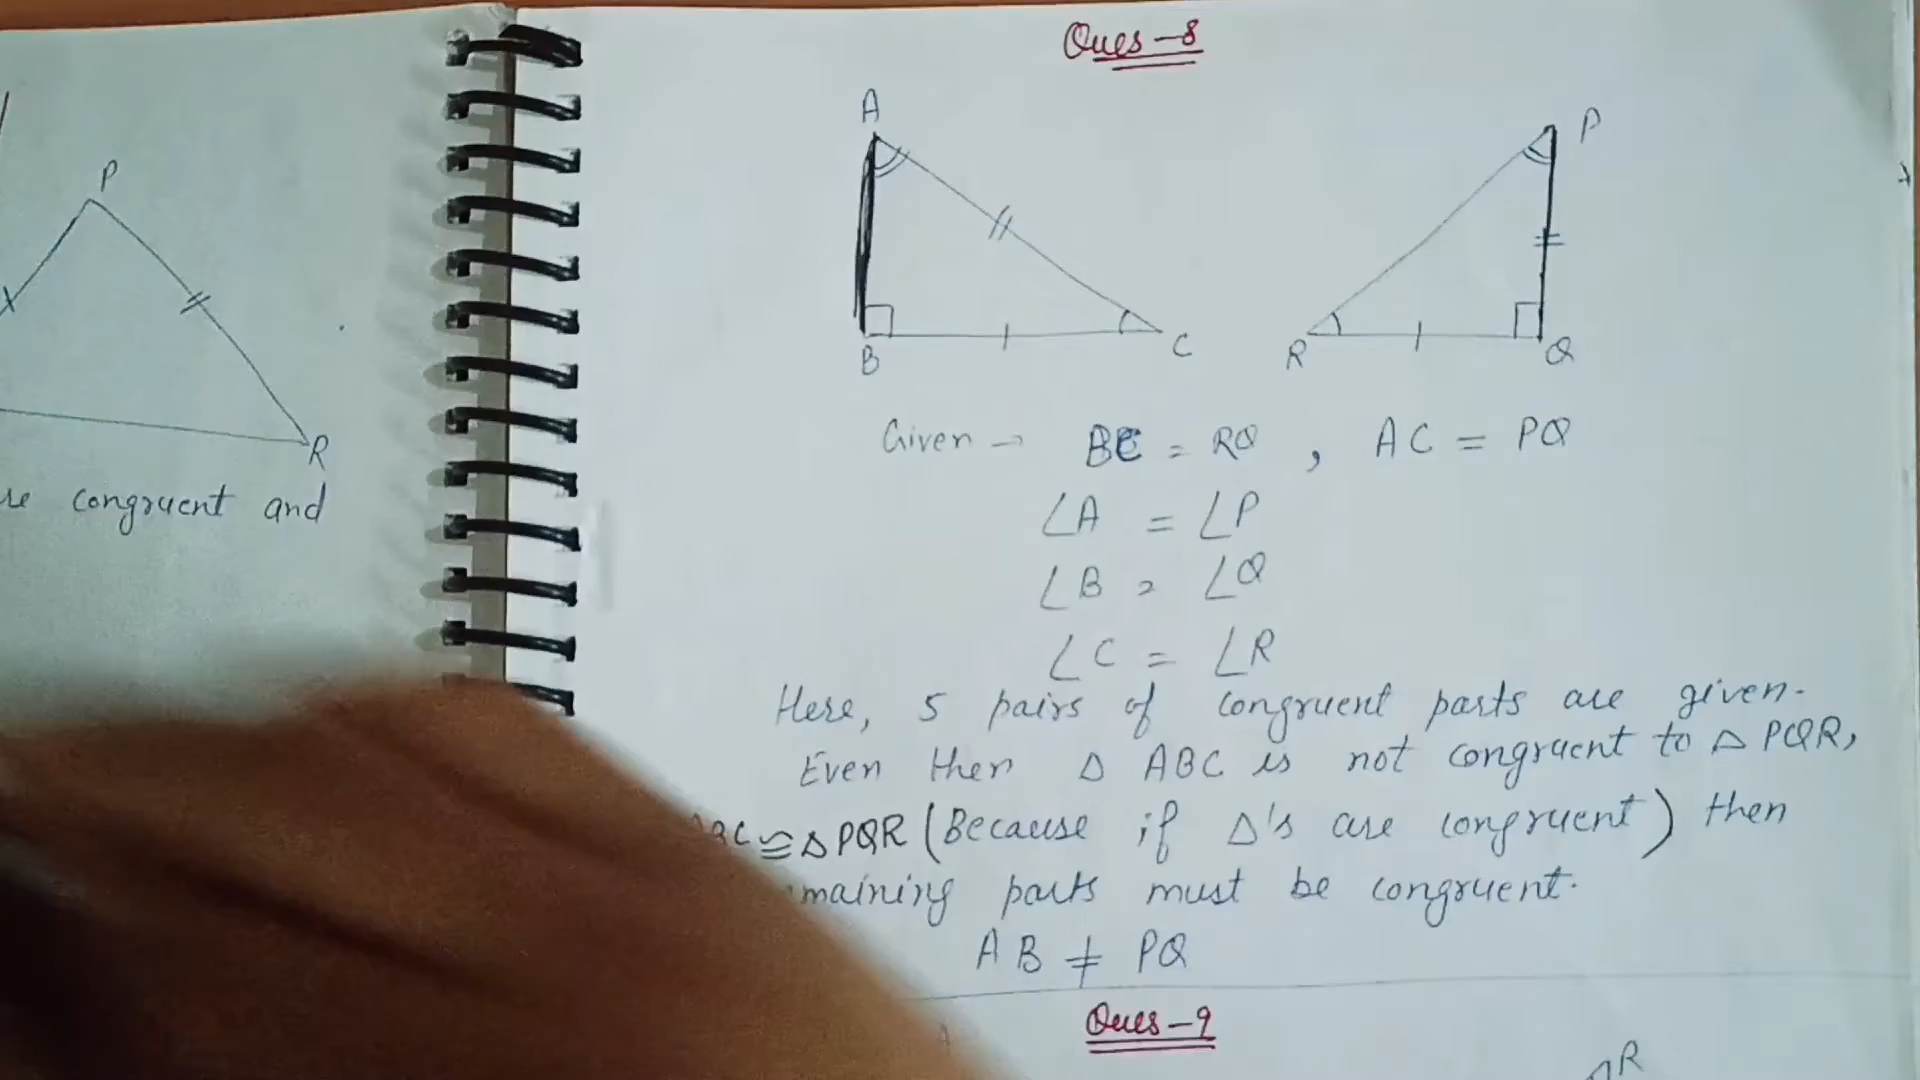 P
R
congruent and
Ques-8
A
P
B
C
R
Q
Given → BC = RQ , AC = PQ
∠A = ∠P
∠B = ∠Q
∠C = ∠R
Here, 5 pairs of congruent parts are given.
Even then Δ ABC is not congruent to Δ PQR,
≅ Δ PQR (Because if Δ's are congruent) then
parts must be congruent.
AB ≠ PQ
Ques-9
R